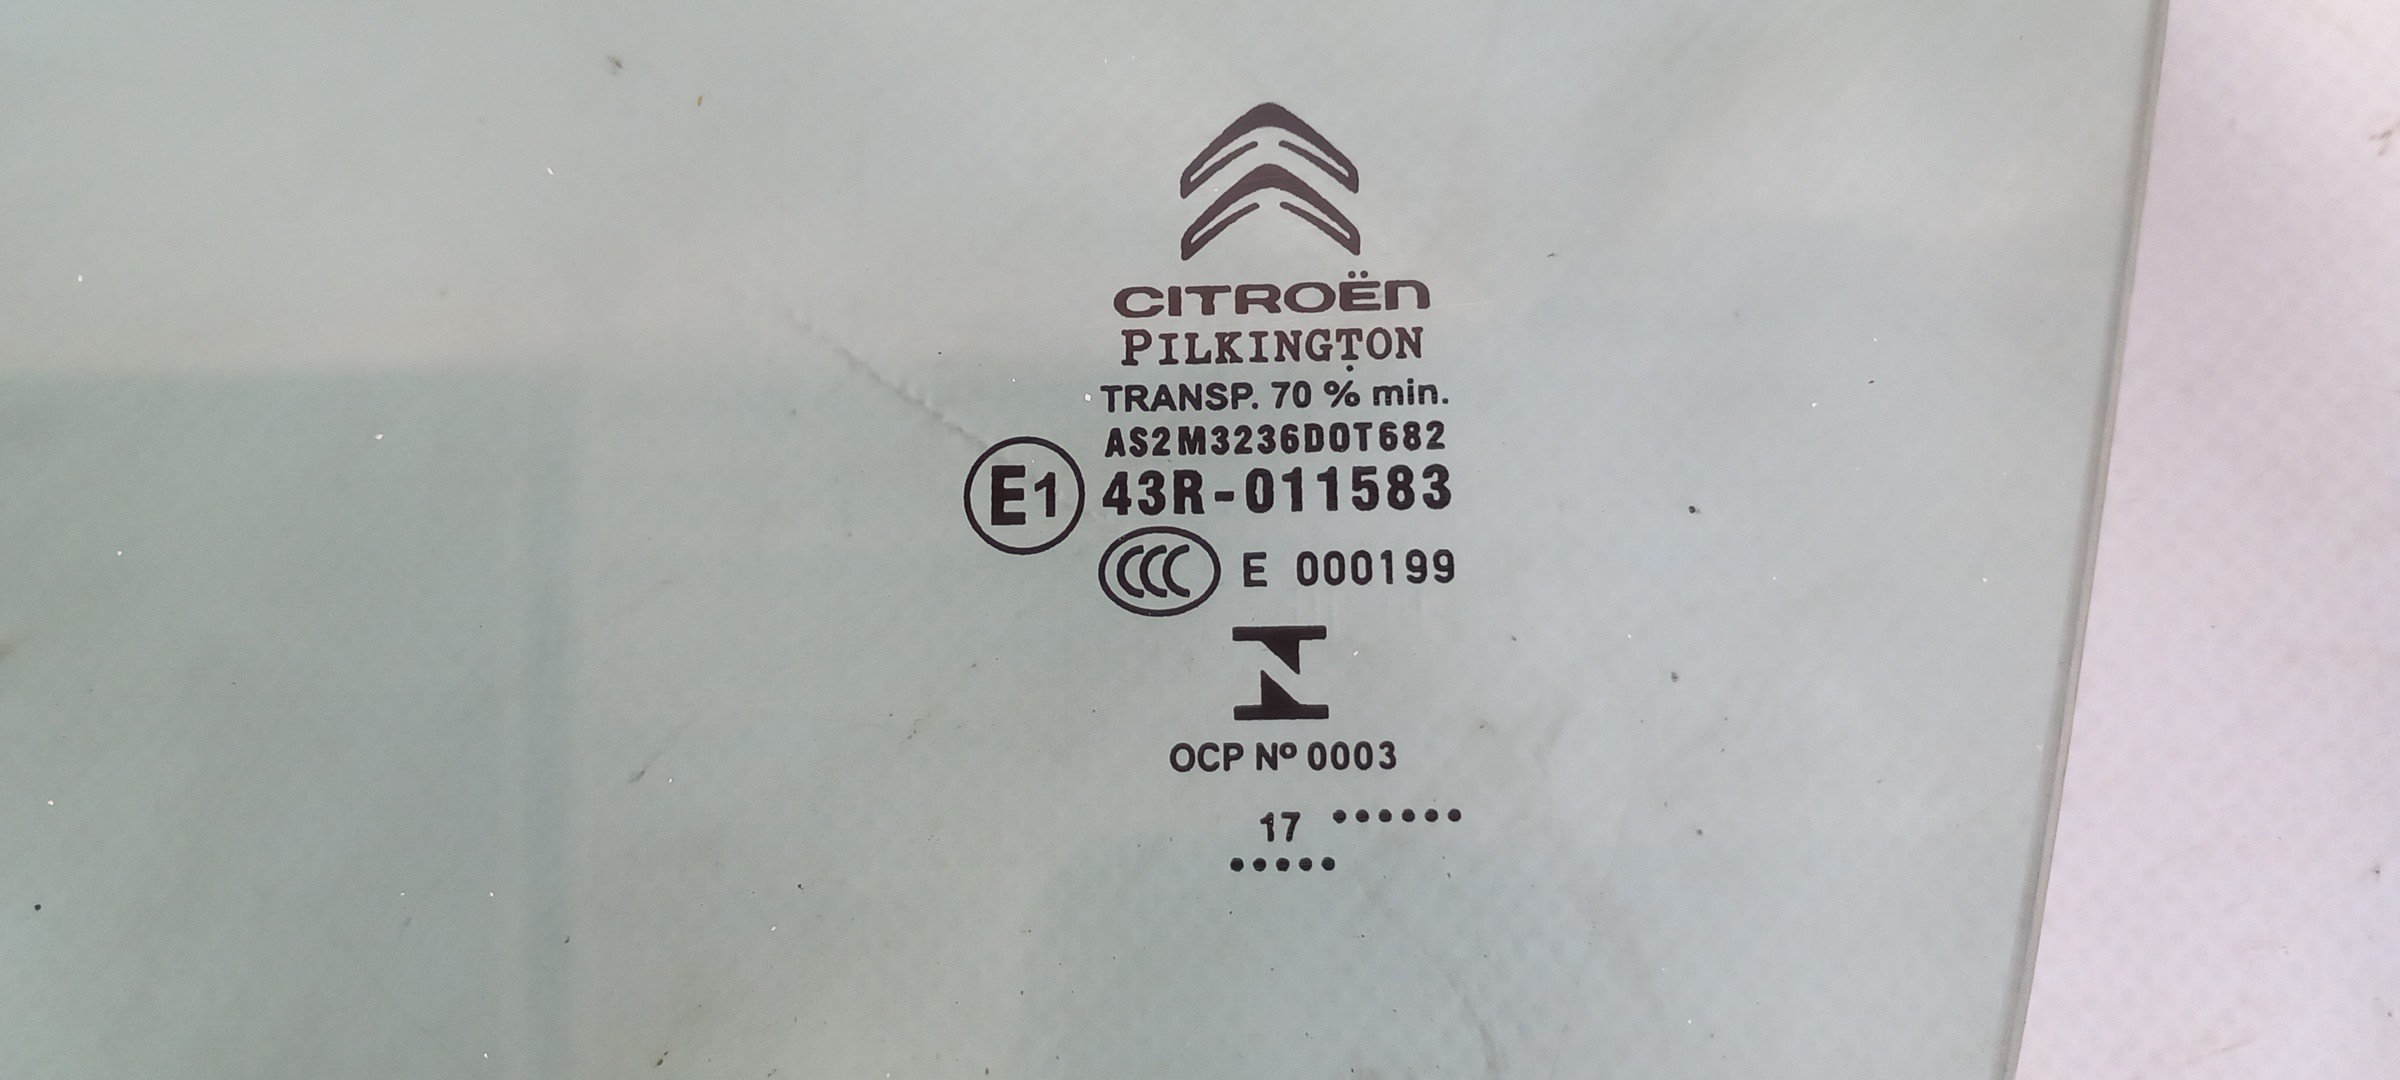 CITROËN
PILKINGTON
TRANSP. 70 % min.
AS2M3236DOT682
E1 43R-011583
CCC E 000199
OCP Nº 0003
17 ••••••
•••••